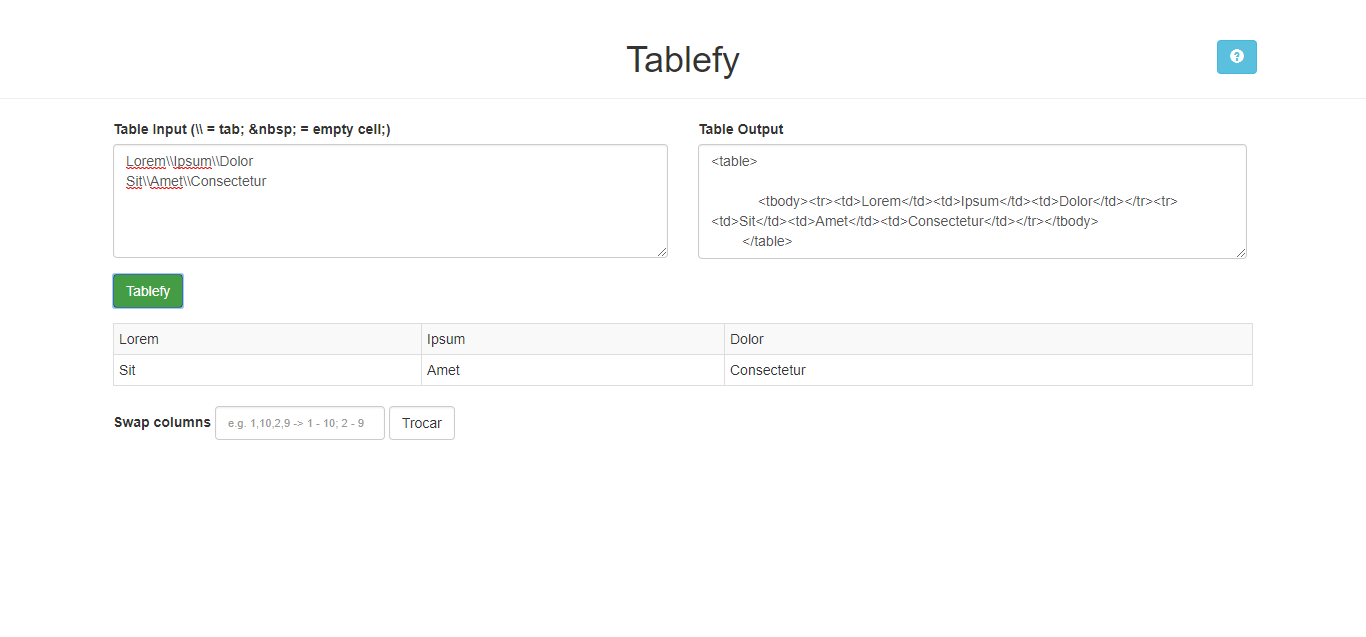 Tablefy
Table Input (\\ = tab; &nbsp; = empty cell;)
Lorem\\Ipsum\\Dolor
Sit\\Amet\\Consectetur
Table Output
<table>
<tbody><tr><td>Lorem</td><td>Ipsum</td><td>Dolor</td></tr><tr>
<td>Sit</td><td>Amet</td><td>Consectetur</td></tr></tbody>
</table>
Tablefy
Lorem Ipsum Dolor
Sit Amet Consectetur
Swap columns e.g. 1,10,2,9 -> 1 - 10; 2 - 9 Trocar